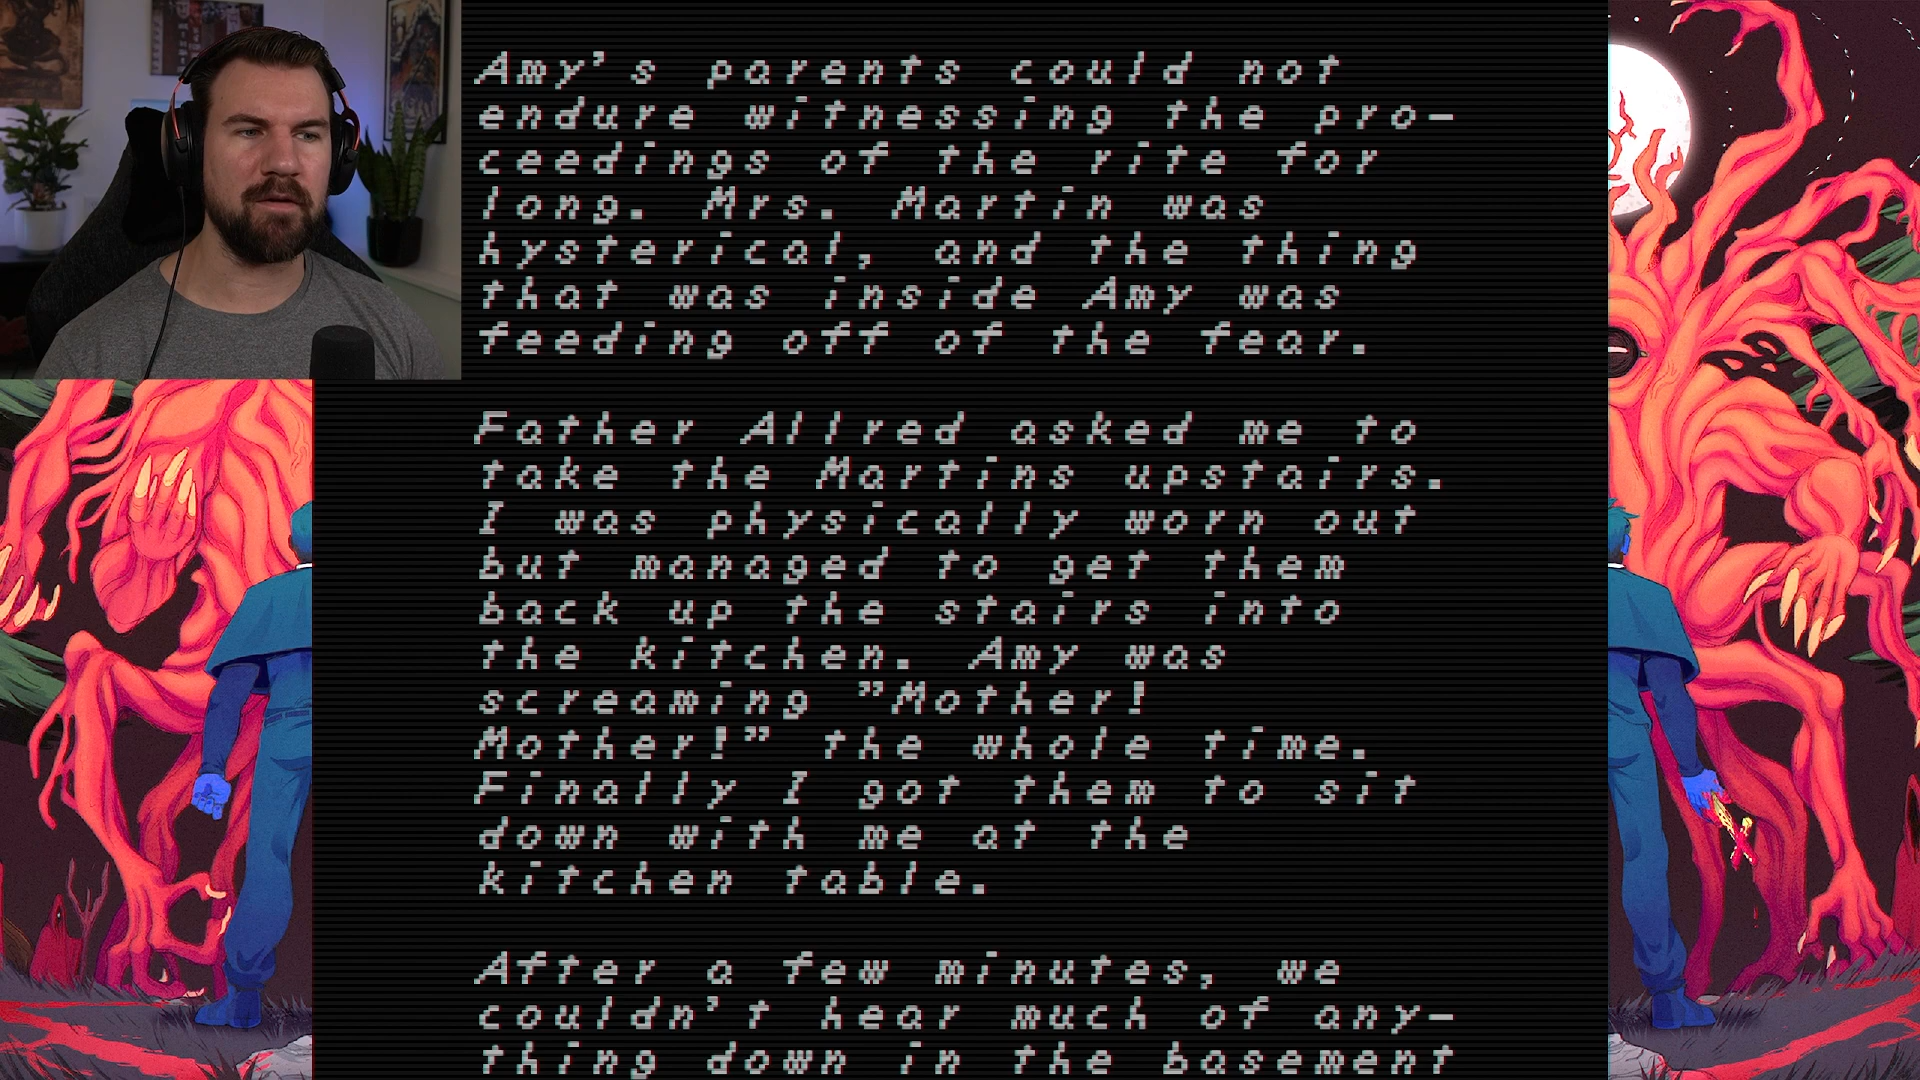 Amy's parents could not
endure witnessing the pro-
ceedings of the rite for
long. Mrs. Martin was
hysterical, and the thing
that was inside Amy was
feeding off of the fear.
Father Allred asked me to
take the Martins upstairs.
I was physically worn out
but managed to get them
back up the stairs into
the kitchen. Amy was
screaming "Mother!
Mother!" the whole time.
Finally I got them to sit
down with me at the
kitchen table.
After a few minutes, we
couldn't hear much of any-
thing down in the basement